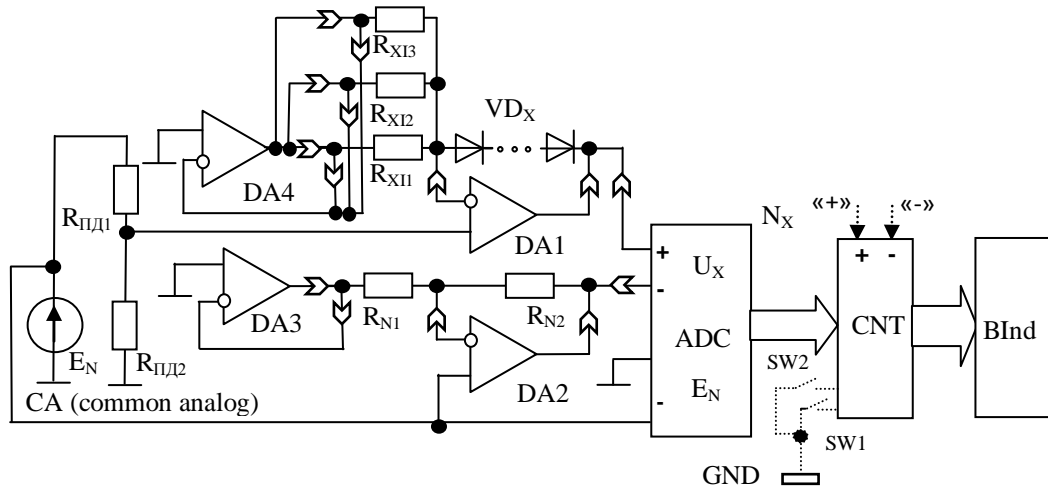 R_XI3
R_XI2
VD_X
R_XI1
DA4
R_ПД1
DA1
N_X
«+» «-»
+ -
+
U_X
-
DA3
R_N1
R_N2
ADC
CNT
BInd
E_N
R_ПД2
DA2
E_N
SW2
CA (common analog)
-
SW1
GND